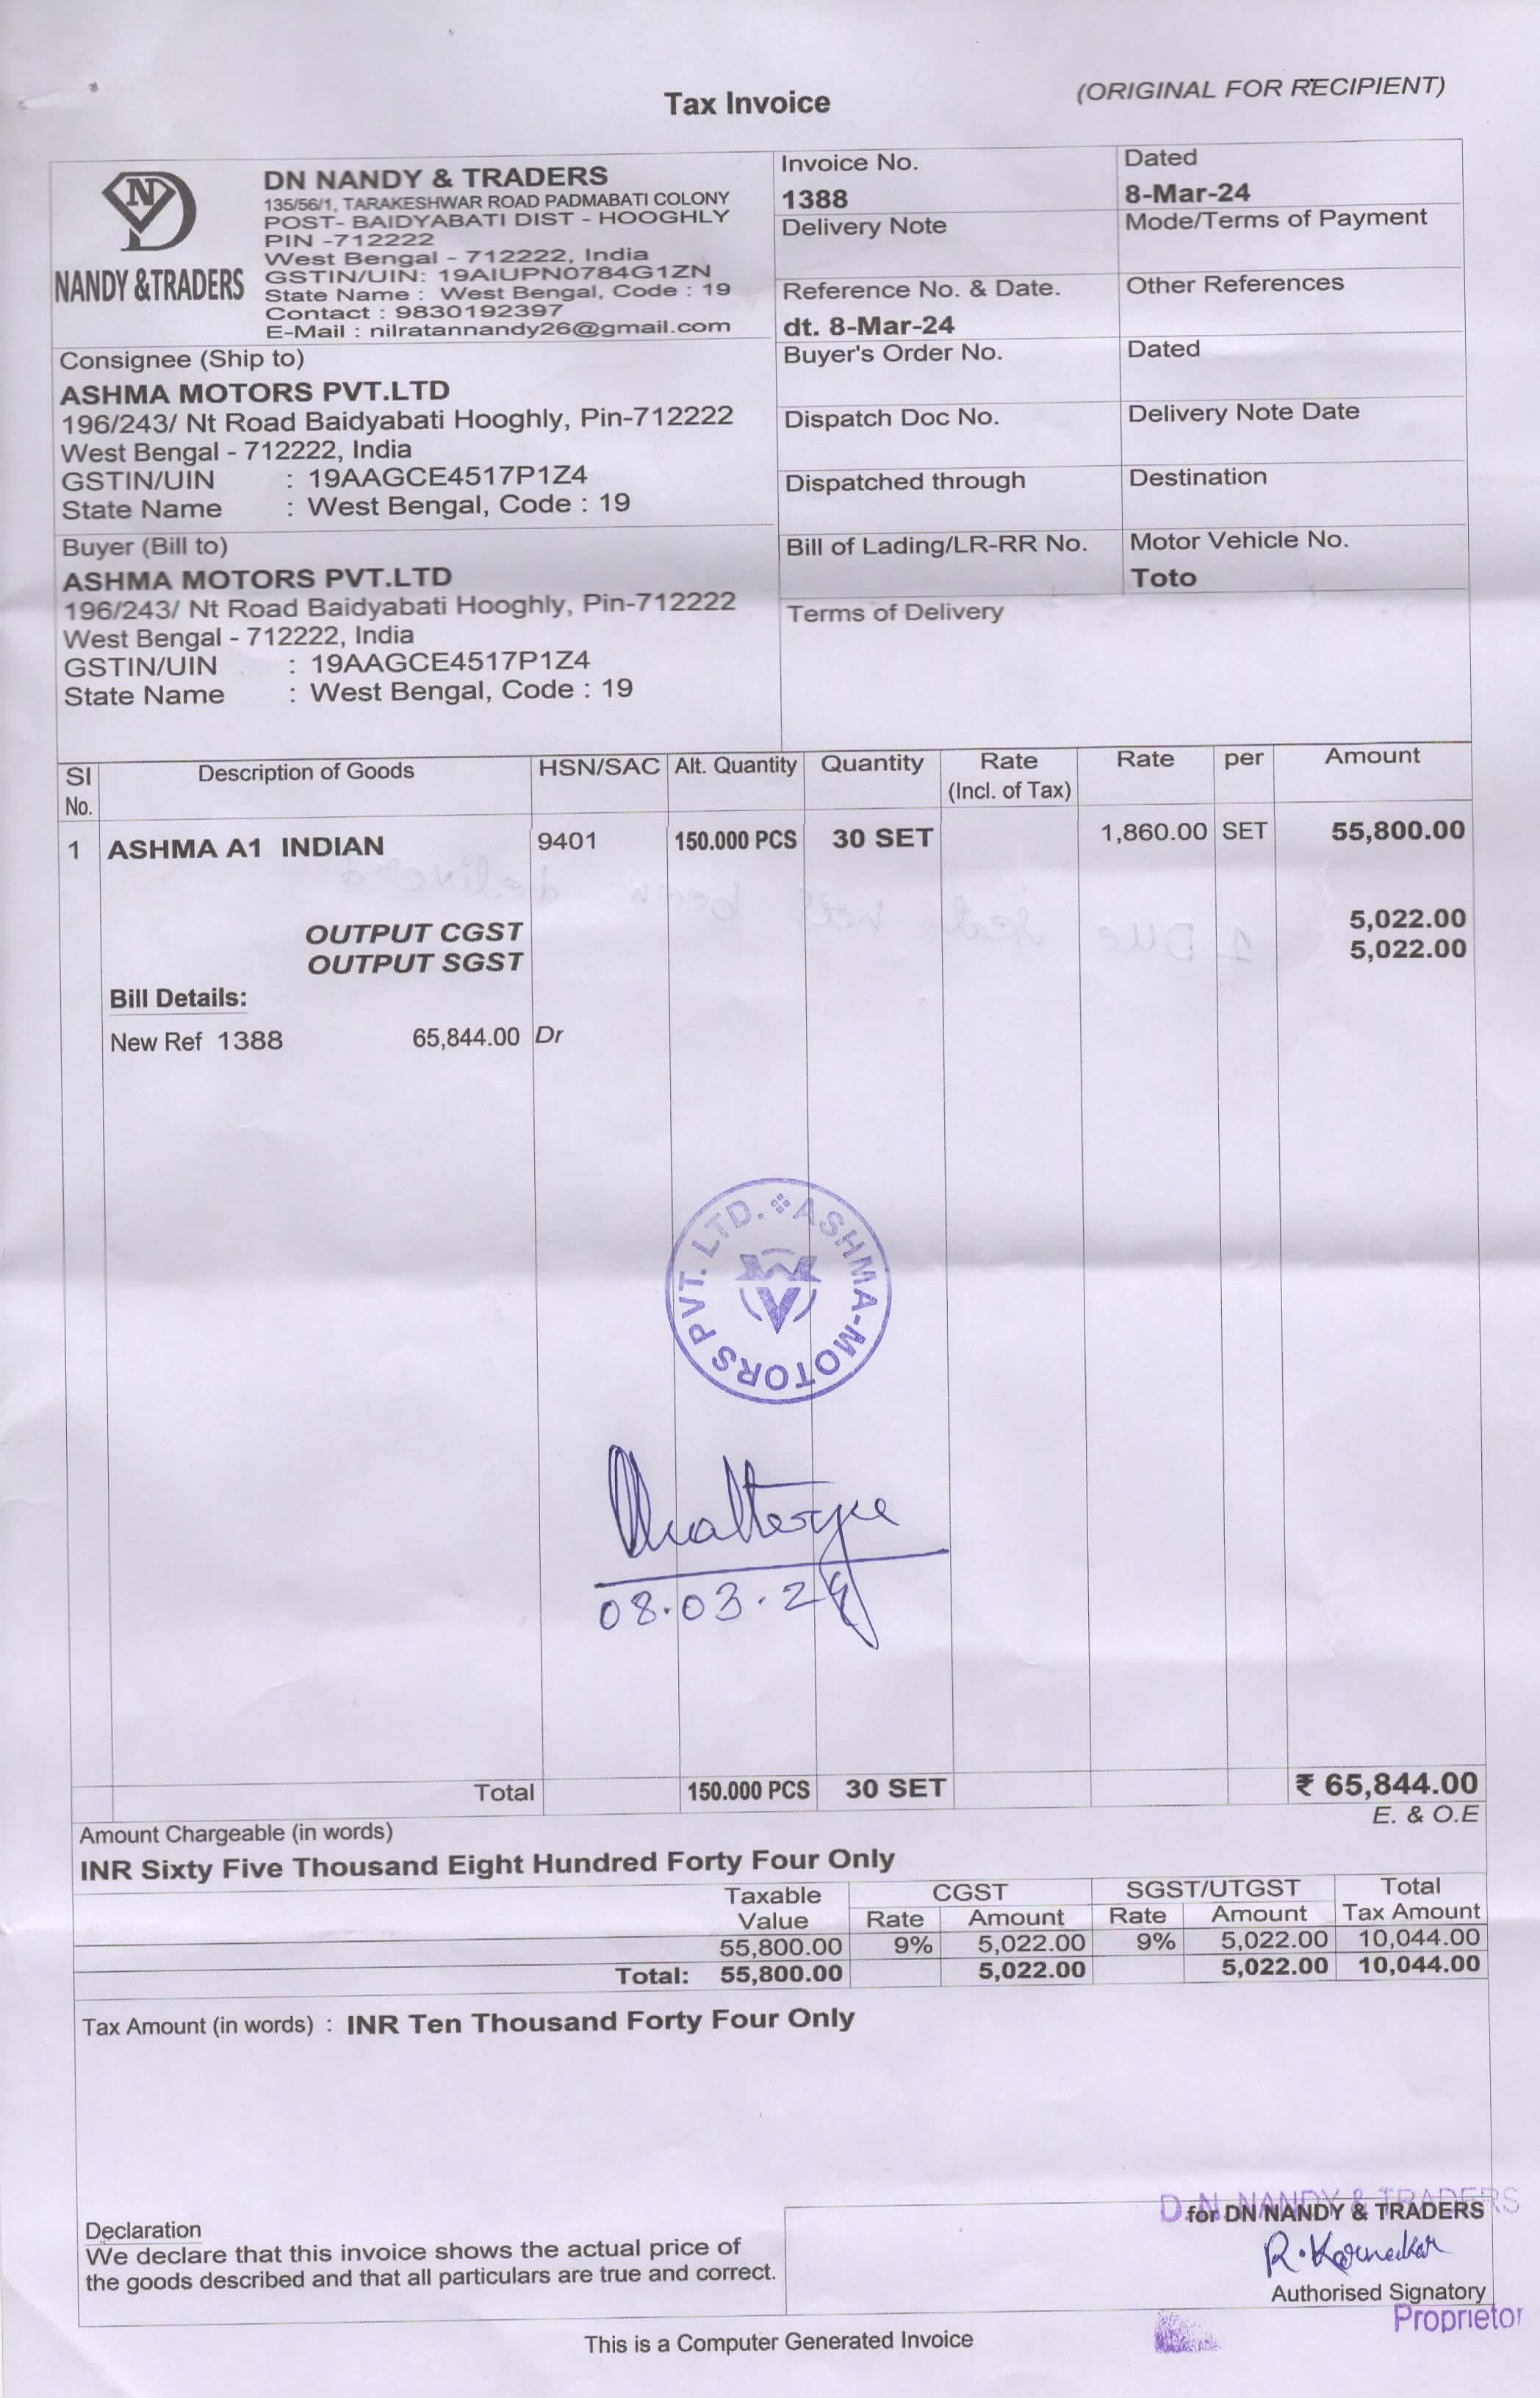 Tax Invoice
(ORIGINAL FOR RECIPIENT)
ND
NANDY &TRADERS
DN NANDY & TRADERS
135/56/1, TARAKESHWAR ROAD PADMABATI COLONY
POST- BAIDYABATI DIST - HOOGHLY
PIN -712222
West Bengal - 712222, India
GSTIN/UIN: 19AIUPN0784G1ZN
State Name : West Bengal, Code : 19
Contact : 9830192397
E-Mail : nilratannandy26@gmail.com
Invoice No.
1388
Dated
8-Mar-24
Delivery Note
Mode/Terms of Payment
Reference No. & Date.
dt. 8-Mar-24
Other References
Consignee (Ship to)
ASHMA MOTORS PVT.LTD
196/243/ Nt Road Baidyabati Hooghly, Pin-712222
West Bengal - 712222, India
GSTIN/UIN : 19AAGCE4517P1Z4
State Name : West Bengal, Code : 19
Buyer's Order No.
Dated
Dispatch Doc No.
Delivery Note Date
Dispatched through
Destination
Buyer (Bill to)
ASHMA MOTORS PVT.LTD
196/243/ Nt Road Baidyabati Hooghly, Pin-712222
West Bengal - 712222, India
GSTIN/UIN : 19AAGCE4517P1Z4
State Name : West Bengal, Code : 19
Bill of Lading/LR-RR No.
Motor Vehicle No.
Toto
Terms of Delivery
SI No. Description of Goods HSN/SAC Alt. Quantity Quantity Rate (Incl. of Tax) Rate per Amount
1 ASHMA A1 INDIAN 9401 150.000 PCS 30 SET 1,860.00 SET 55,800.00
OUTPUT CGST 5,022.00
OUTPUT SGST 5,022.00
Bill Details:
New Ref 1388 65,844.00 Dr
ASHMA-MOTORS PVT. LTD.
Chatterjee
08.03.24
Total 150.000 PCS 30 SET ₹ 65,844.00
E. & O.E
Amount Chargeable (in words)
INR Sixty Five Thousand Eight Hundred Forty Four Only
Taxable Value CGST SGST/UTGST Total Tax Amount
Rate Amount Rate Amount
55,800.00 9% 5,022.00 9% 5,022.00 10,044.00
Total: 55,800.00 5,022.00 5,022.00 10,044.00
Tax Amount (in words) : INR Ten Thousand Forty Four Only
Declaration
We declare that this invoice shows the actual price of
the goods described and that all particulars are true and correct.
D.N. NANDY & TRADERS
for DN NANDY & TRADERS
R. Karmakar
Authorised Signatory
Proprietor
This is a Computer Generated Invoice